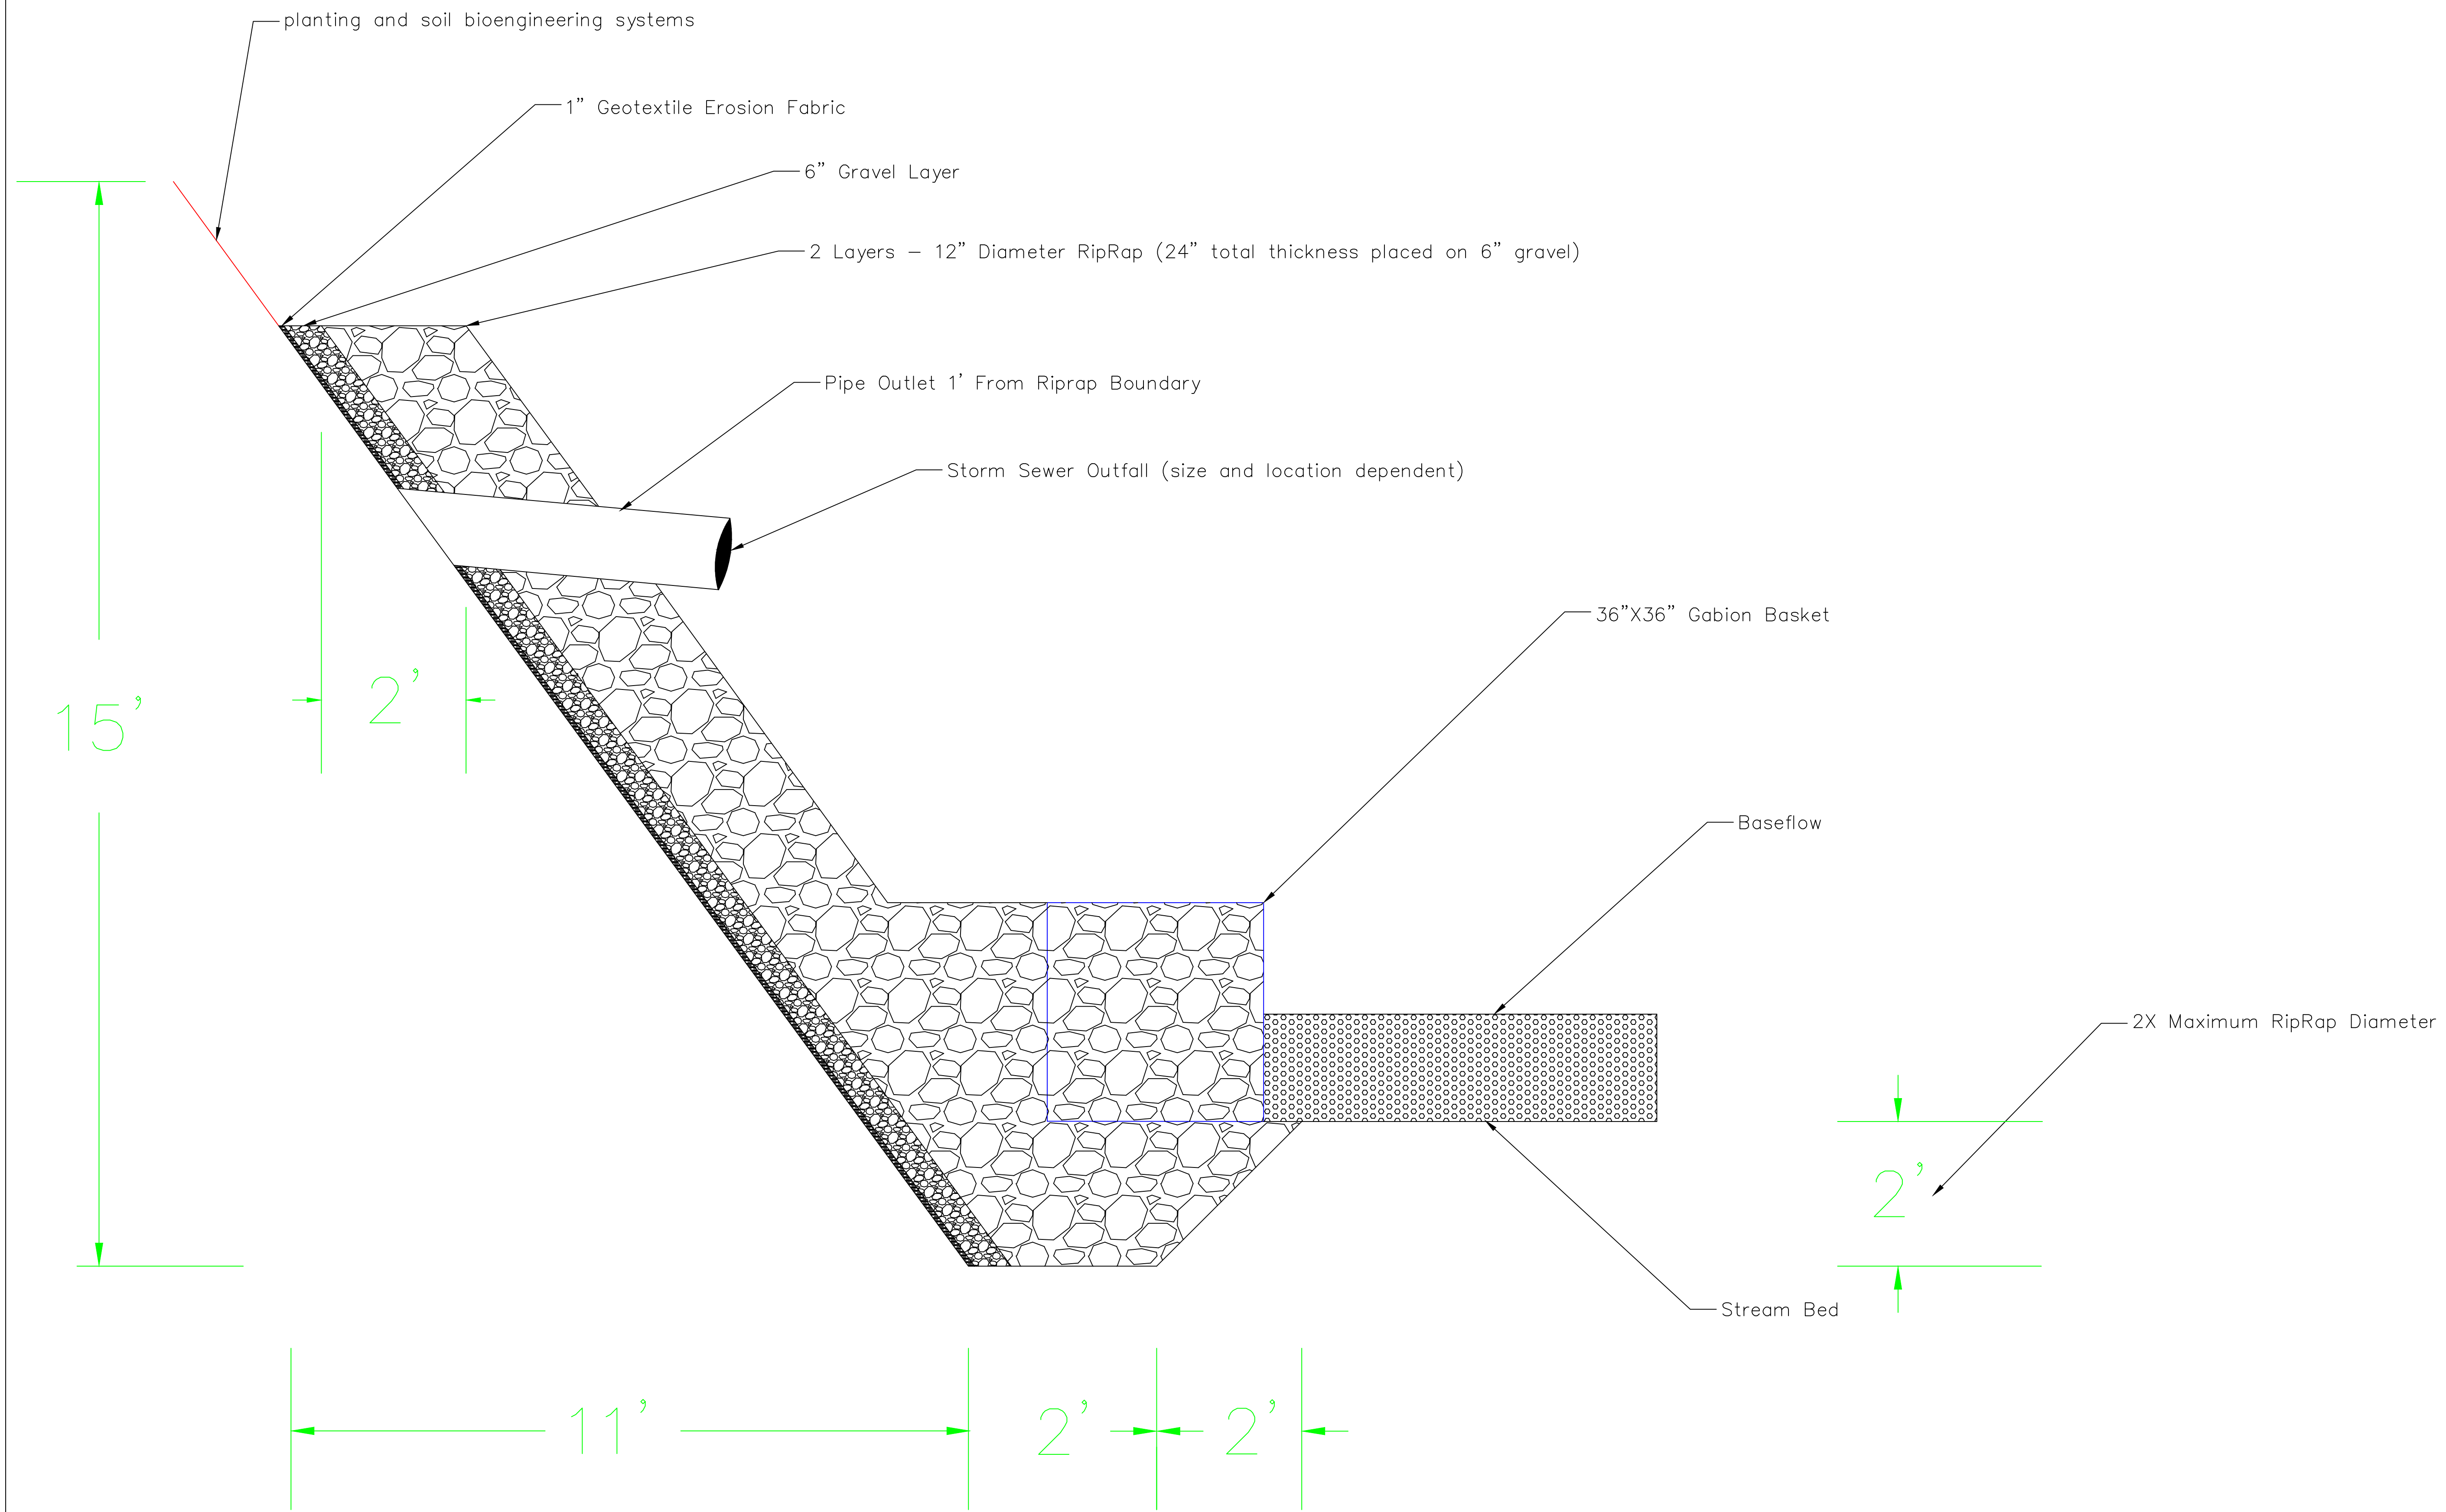 planting and soil bioengineering systems
1" Geotextile Erosion Fabric
6" Gravel Layer
2 Layers - 12" Diameter RipRap (24" total thickness placed on 6" gravel)
Pipe Outlet 1' From Riprap Boundary
Storm Sewer Outfall (size and location dependent)
36"X36" Gabion Basket
15'
2'
Baseflow
2X Maximum RipRap Diameter
2'
Stream Bed
11'
2'
2'